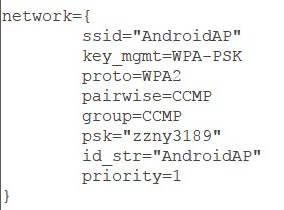 network={
ssid="AndroidAP"
key_mgmt=WPA-PSK
proto=WPA2
pairwise=CCMP
group=CCMP
psk="zzny3189"
id_str="AndroidAP"
priority=1
}